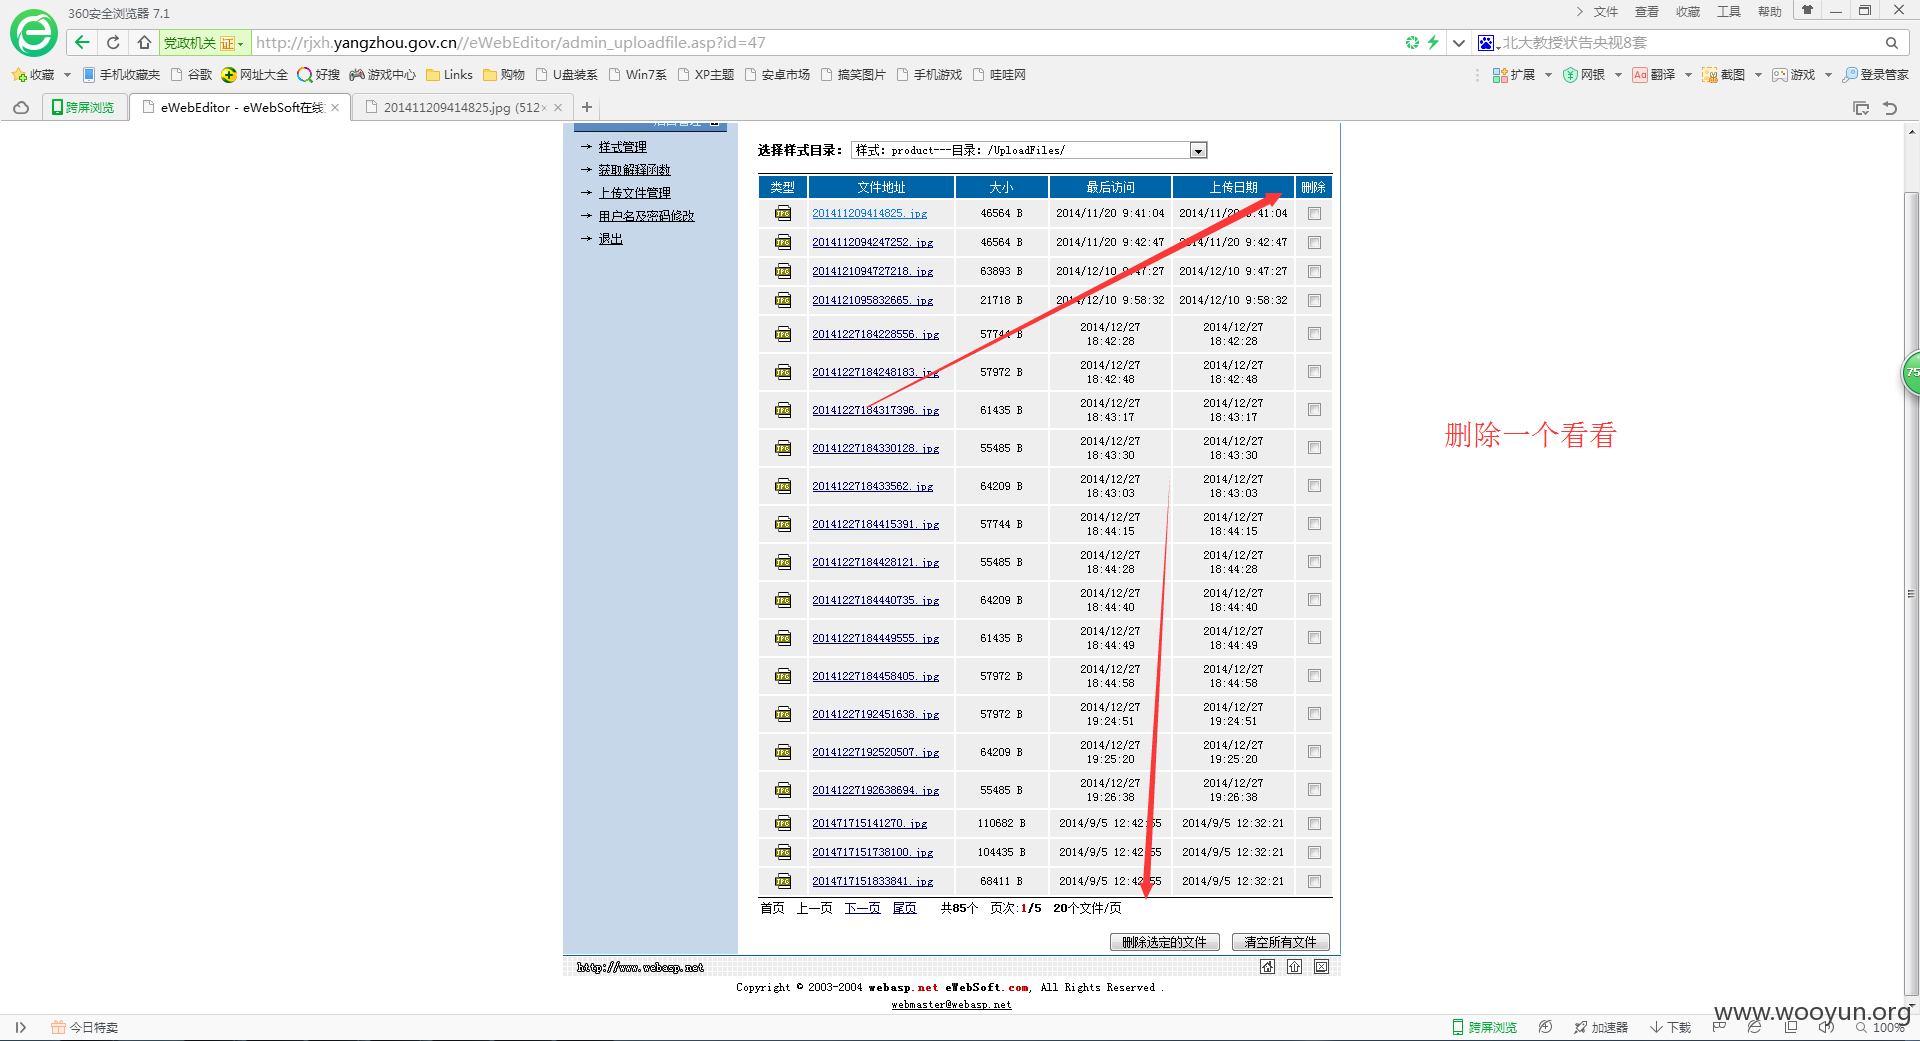 360安全浏览器 7.1
文件 查看 收藏 工具 帮助
党政机关 证 http://rjxh.yangzhou.gov.cn//eWebEditor/admin_uploadfile.asp?id=47
北大教授状告央视8套
收藏 手机收藏夹 谷歌 网址大全 好搜 游戏中心 Links 购物 U盘装系 Win7系 XP主题 安卓市场 搞笑图片 手机游戏 哇哇网 扩展 网银 翻译 截图 游戏 登录管家
跨屏浏览 eWebEditor - eWebSoft在线 201411209414825.jpg (512×
样式管理
获取解释函数
上传文件管理
用户名及密码修改
退出
选择样式目录： 样式：product---目录：/UploadFiles/
类型 文件地址 大小 最后访问 上传日期 删除
201411209414825.jpg 46564 B 2014/11/20 9:41:04 2014/11/20 9:41:04
2014112094247252.jpg 46564 B 2014/11/20 9:42:47 2014/11/20 9:42:47
2014121094727218.jpg 63893 B 2014/12/10 9:47:27 2014/12/10 9:47:27
2014121095832665.jpg 21718 B 2014/12/10 9:58:32 2014/12/10 9:58:32
20141227184228556.jpg 57744 B 2014/12/27 18:42:28 2014/12/27 18:42:28
20141227184248183.jpg 57972 B 2014/12/27 18:42:48 2014/12/27 18:42:48
20141227184317396.jpg 61435 B 2014/12/27 18:43:17 2014/12/27 18:43:17
20141227184330128.jpg 55485 B 2014/12/27 18:43:30 2014/12/27 18:43:30
2014122718433562.jpg 64209 B 2014/12/27 18:43:03 2014/12/27 18:43:03
20141227184415391.jpg 57744 B 2014/12/27 18:44:15 2014/12/27 18:44:15
20141227184428121.jpg 55485 B 2014/12/27 18:44:28 2014/12/27 18:44:28
20141227184440735.jpg 64209 B 2014/12/27 18:44:40 2014/12/27 18:44:40
20141227184449555.jpg 61435 B 2014/12/27 18:44:49 2014/12/27 18:44:49
20141227184458405.jpg 57972 B 2014/12/27 18:44:58 2014/12/27 18:44:58
20141227192451638.jpg 57972 B 2014/12/27 19:24:51 2014/12/27 19:24:51
20141227192520507.jpg 64209 B 2014/12/27 19:25:20 2014/12/27 19:25:20
20141227192638694.jpg 55485 B 2014/12/27 19:26:38 2014/12/27 19:26:38
201471715141270.jpg 110682 B 2014/9/5 12:42:55 2014/9/5 12:32:21
2014717151738100.jpg 104435 B 2014/9/5 12:42:55 2014/9/5 12:32:21
2014717151833841.jpg 68411 B 2014/9/5 12:42:55 2014/9/5 12:32:21
首页 上一页 下一页 尾页 共85个 页次:1/5 20个文件/页
删除选定的文件 清空所有文件
删除一个看看
75
http://www.webasp.net
Copyright © 2003-2004 webasp.net eWebSoft.com, All Rights Reserved .
webmaster@webasp.net
www.wooyun.org
今日特卖 跨屏浏览 加速器 下载 100%